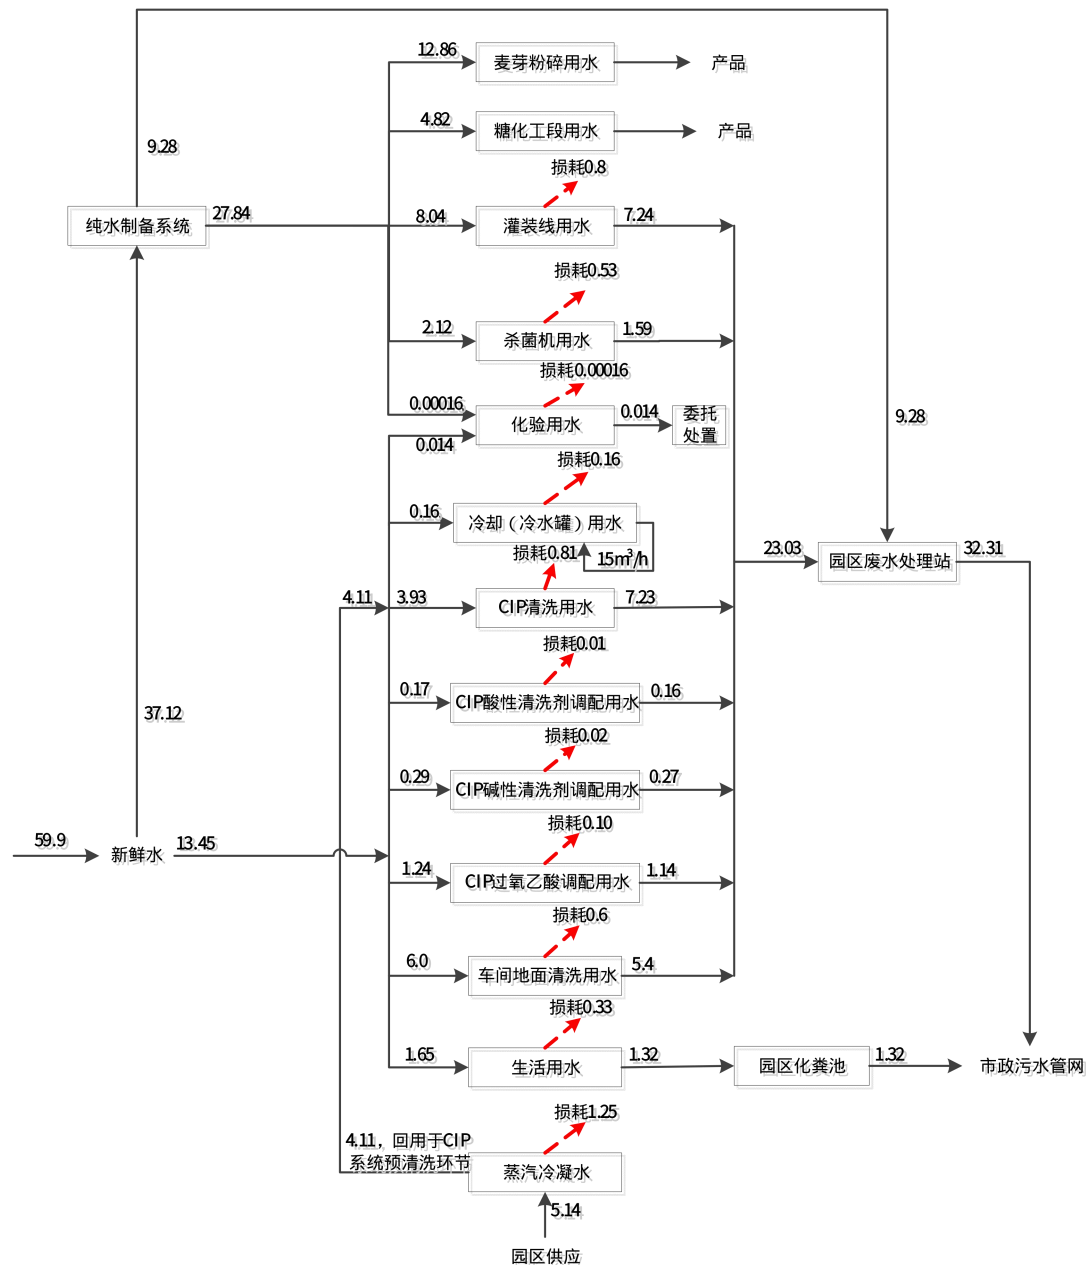 12.86
麦芽粉碎用水
产品
4.82
糖化工段用水
产品
9.28
损耗0.8
纯水制备系统
27.84
8.04
灌装线用水
7.24
损耗0.53
2.12
杀菌机用水
1.59
损耗0.00016
0.00016
化验用水
0.014
委托
处置
9.28
0.014
损耗0.16
0.16
冷却（冷水罐）用水
15m³/h
23.03
园区废水处理站
32.31
损耗0.81
4.11
3.93
CIP清洗用水
7.23
损耗0.01
0.17
CIP酸性清洗剂调配用水
0.16
37.12
损耗0.02
0.29
CIP碱性清洗剂调配用水
0.27
损耗0.10
59.9
新鲜水
13.45
1.24
CIP过氧乙酸调配用水
1.14
损耗0.6
6.0
车间地面清洗用水
5.4
损耗0.33
1.65
生活用水
1.32
园区化粪池
1.32
市政污水管网
损耗1.25
4.11，回用于CIP
系统预清洗环节
蒸汽冷凝水
5.14
园区供应